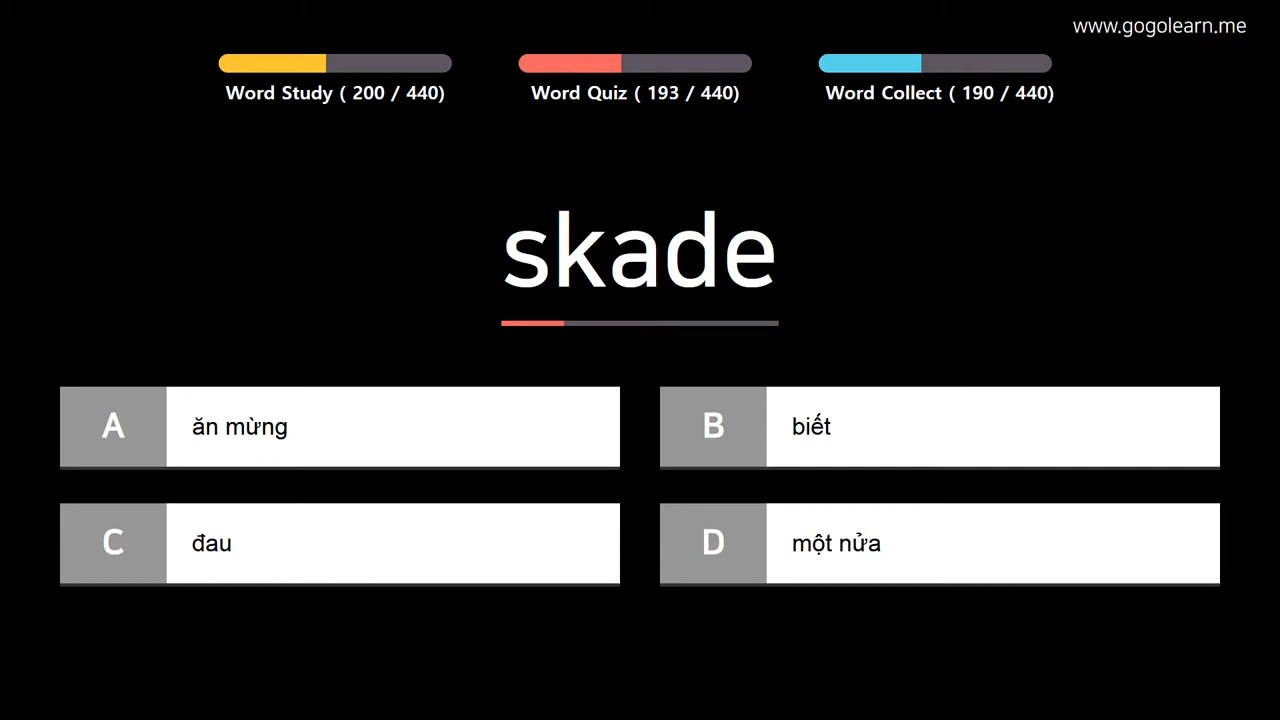 www.gogolearn.me
Word Study ( 200 / 440)
Word Quiz ( 193 / 440)
Word Collect ( 190 / 440)
skade
A
ăn mừng
B
biết
C
đau
D
một nửa